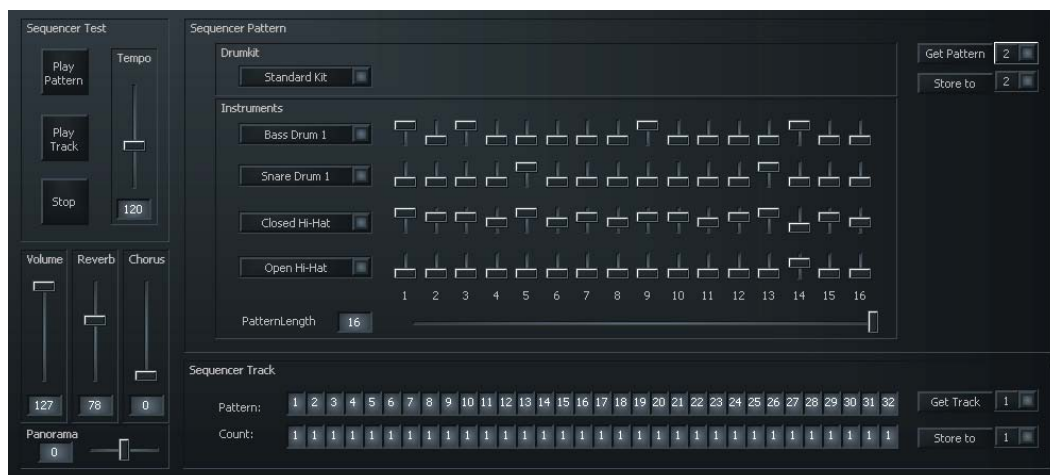 Sequencer Test
Play Pattern
Tempo
Play Track
Stop
120
Volume Reverb Chorus
127 78 0
Panorama
0
Sequencer Pattern
Drumkit
Standard Kit
Get Pattern 2
Store to 2
Instruments
Bass Drum 1
Snare Drum 1
Closed Hi-Hat
Open Hi-Hat
1 2 3 4 5 6 7 8 9 10 11 12 13 14 15 16
PatternLength 16
Sequencer Track
Pattern: 1 2 3 4 5 6 7 8 9 10 11 12 13 14 15 16 17 18 19 20 21 22 23 24 25 26 27 28 29 30 31 32
Get Track 1
Count: 1 1 1 1 1 1 1 1 1 1 1 1 1 1 1 1 1 1 1 1 1 1 1 1 1 1 1 1 1 1 1 1
Store to 1